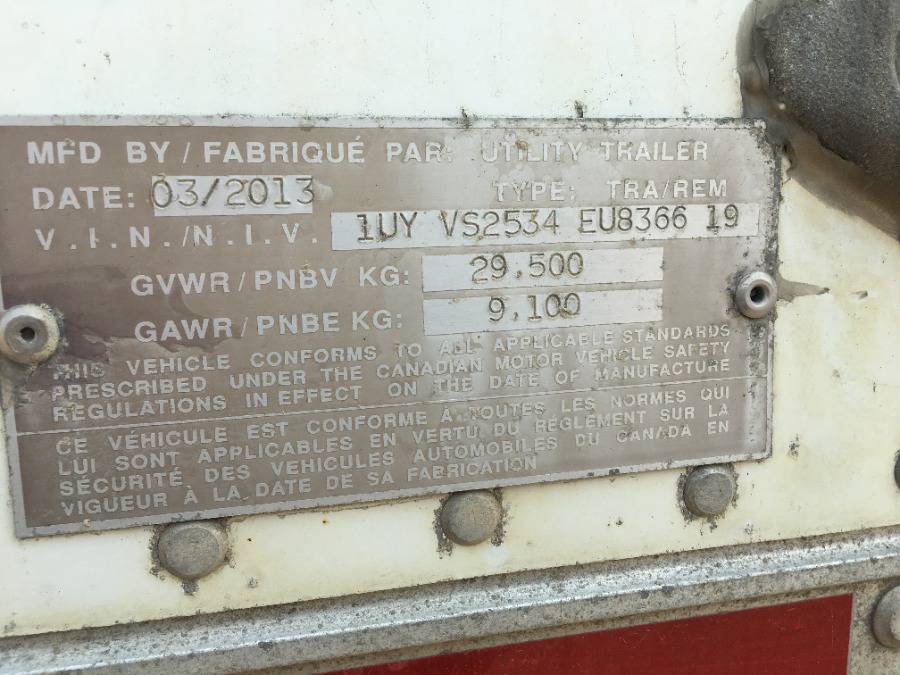 MFD BY / FABRIQUÉ PAR: UTILITY TRAILER
DATE: 03/2013 TYPE: TRA/REM
V.I.N./N.I.V. 1UY VS2534 EU8366 19
GVWR/PNBV KG: 29,500
GAWR/PNBE KG: 9,100
THIS VEHICLE CONFORMS TO ALL APPLICABLE STANDARDS
PRESCRIBED UNDER THE CANADIAN MOTOR VEHICLE SAFETY
REGULATIONS IN EFFECT ON THE DATE OF MANUFACTURE
CE VÉHICULE EST CONFORME À TOUTES LES NORMES QUI
LUI SONT APPLICABLES EN VERTU DU RÈGLEMENT SUR LA
SÉCURITÉ DES VEHICULES AUTOMOBILES DU CANADA EN
VIGUEUR À LA DATE DE SA FABRICATION